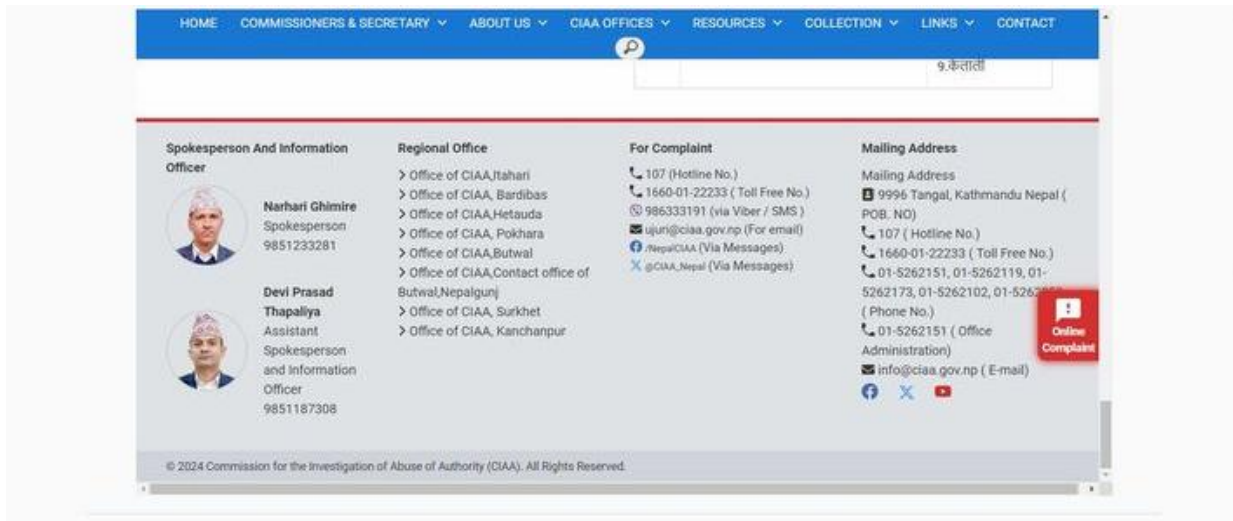 HOME COMMISSIONERS & SECRETARY ABOUT US CIAA OFFICES RESOURCES COLLECTION LINKS CONTACT
९.केलाती
Spokesperson And Information
Officer
Narhari Ghimire
Spokesperson
9851233281
Devi Prasad
Thapaliya
Assistant
Spokesperson
and Information
Officer
9851187308
Regional Office
> Office of CIAA,Itahari
> Office of CIAA, Bardibas
> Office of CIAA,Hetauda
> Office of CIAA, Pokhara
> Office of CIAA,Butwal
> Office of CIAA,Contact office of
Butwal,Nepalgunj
> Office of CIAA, Surkhet
> Office of CIAA, Kanchanpur
For Complaint
107 (Hotline No.)
1660-01-22233 ( Toll Free No.)
986333191 (via Viber / SMS )
ujuri@ciaa.gov.np (For email)
/NepalCIAA (Via Messages)
@CIAA_Nepal (Via Messages)
Mailing Address
Mailing Address
9996 Tangal, Kathmandu Nepal (
POB. NO)
107 ( Hotline No.)
1660-01-22233 ( Toll Free No.)
01-5262151, 01-5262119, 01-
5262173, 01-5262102, 01-
( Phone No.)
01-5262151 ( Office
Administration)
info@ciaa.gov.np ( E-mail)
Online
Complaint
© 2024 Commission for the Investigation of Abuse of Authority (CIAA). All Rights Reserved.